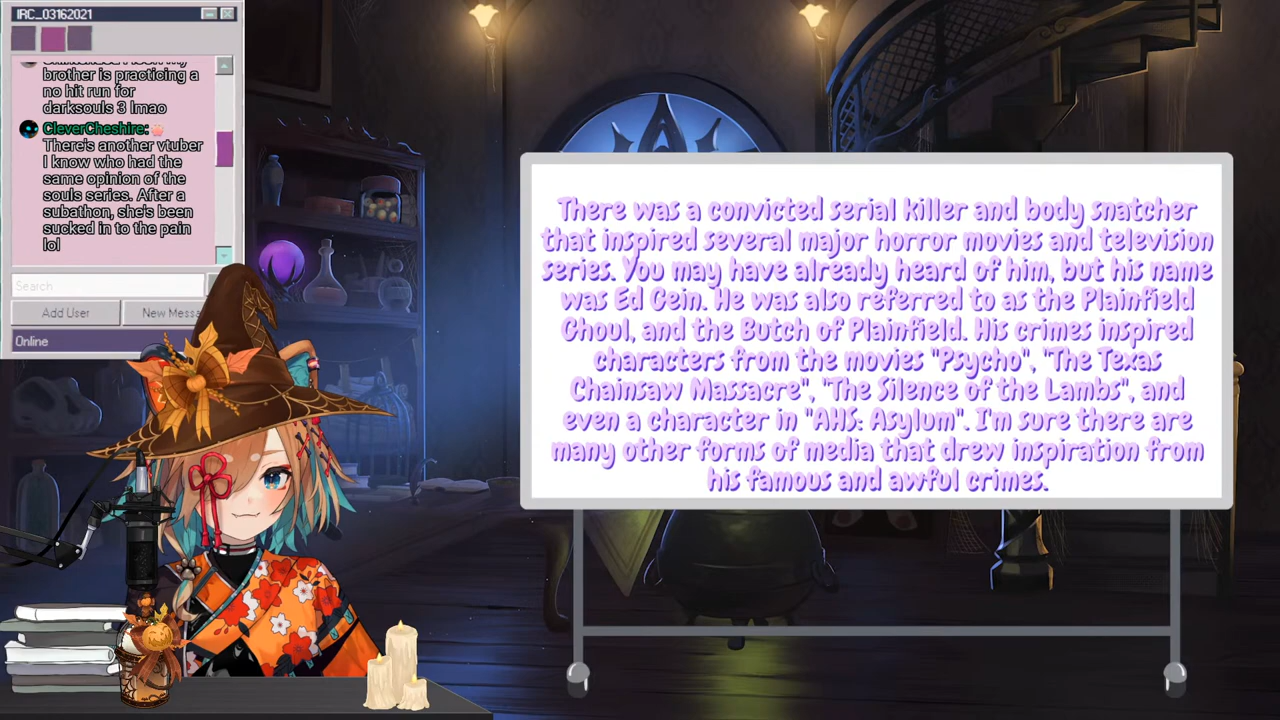 IRC_03162021
brother is practicing a
no hit run for
darksouls 3 lmao
CleverCheshire:
There's another vtuber
I know who had the
same opinion of the
souls series. After a
subathon, she's been
sucked in to the pain
lol
Search
Add User
New Messa
Online
There was a convicted serial killer and body snatcher
that inspired several major horror movies and television
series. You may have already heard of him, but his name
was Ed Gein. He was also referred to as the Plainfield
Ghoul, and the Butch of Plainfield. His crimes inspired
characters from the movies "Psycho", "The Texas
Chainsaw Massacre", "The Silence of the Lambs", and
even a character in "AHS: Asylum". I'm sure there are
many other forms of media that drew inspiration from
his famous and awful crimes.